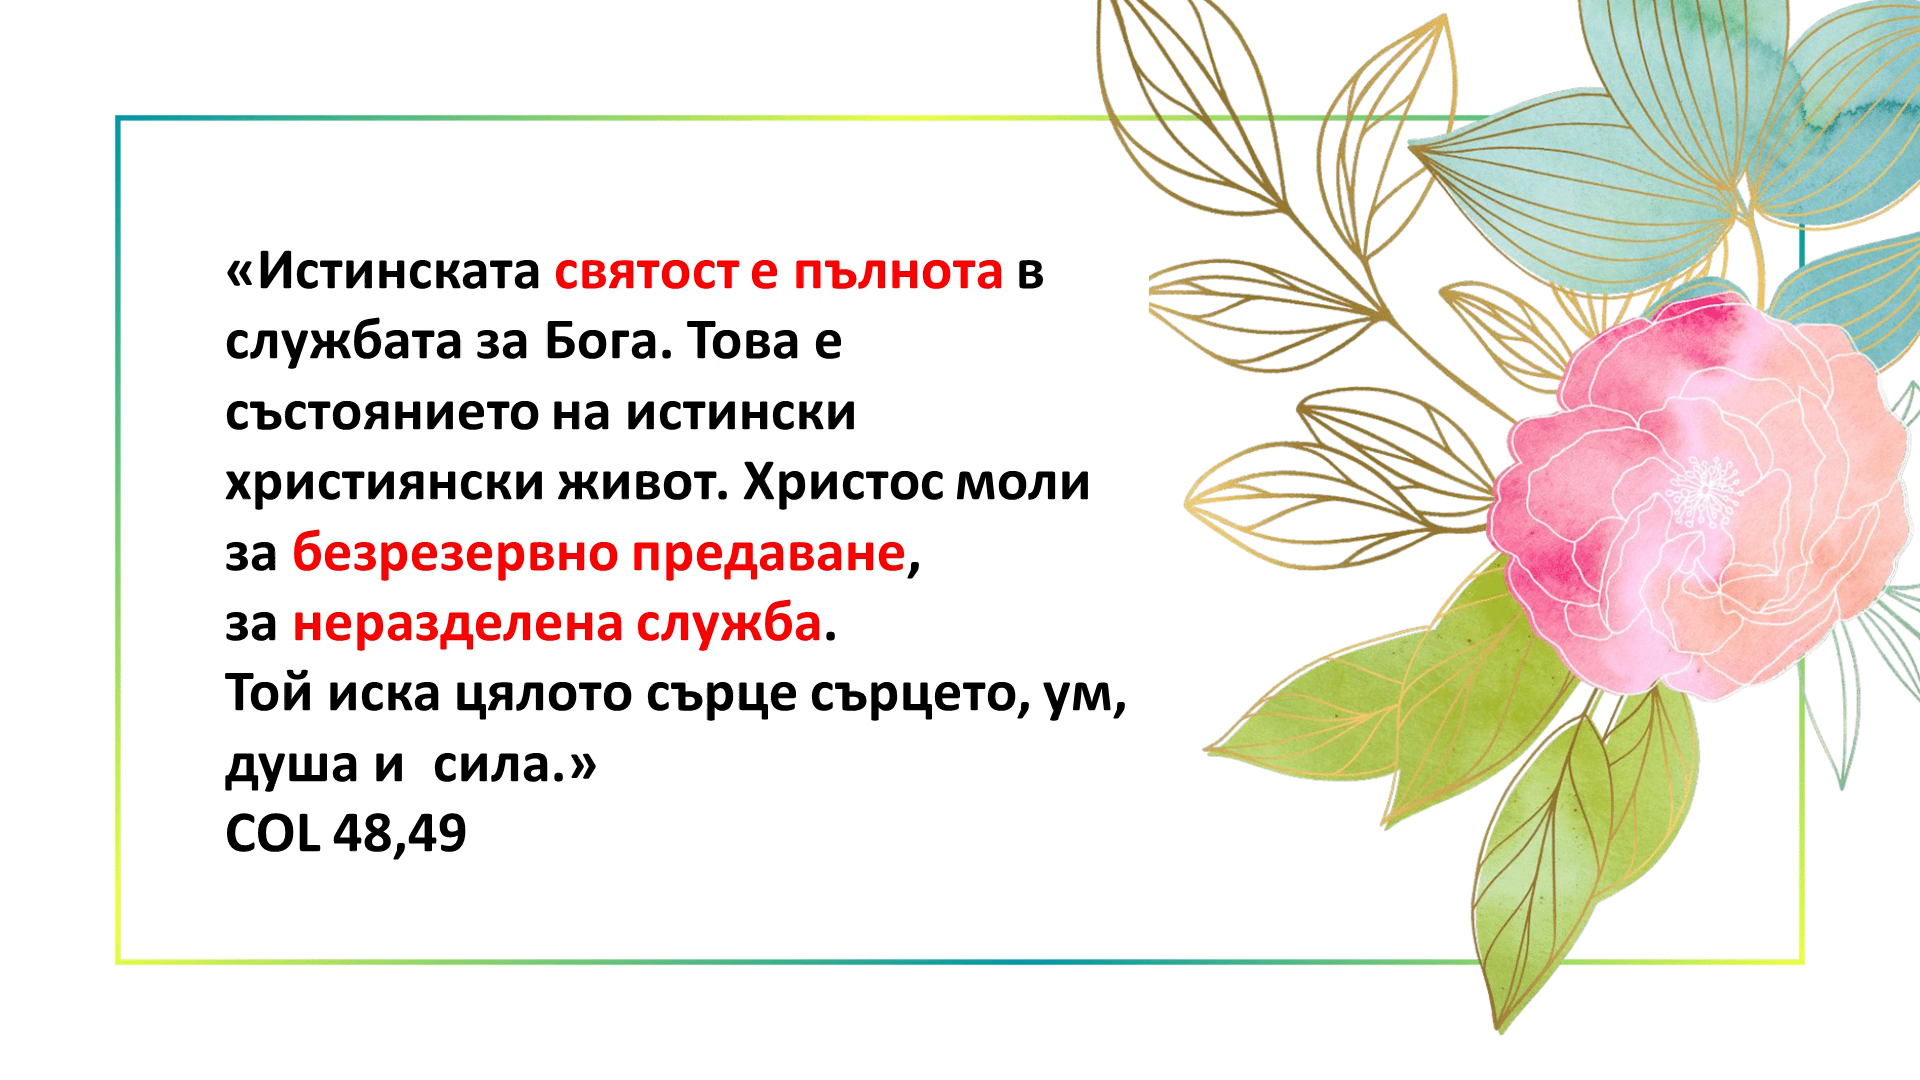 «Истинската святост е пълнота в
службата за Бога. Това е
състоянието на истински
християнски живот. Христос моли
за безрезервно предаване,
за неразделена служба.
Той иска цялото сърце сърцето, ум,
душа и  сила.»
COL 48,49